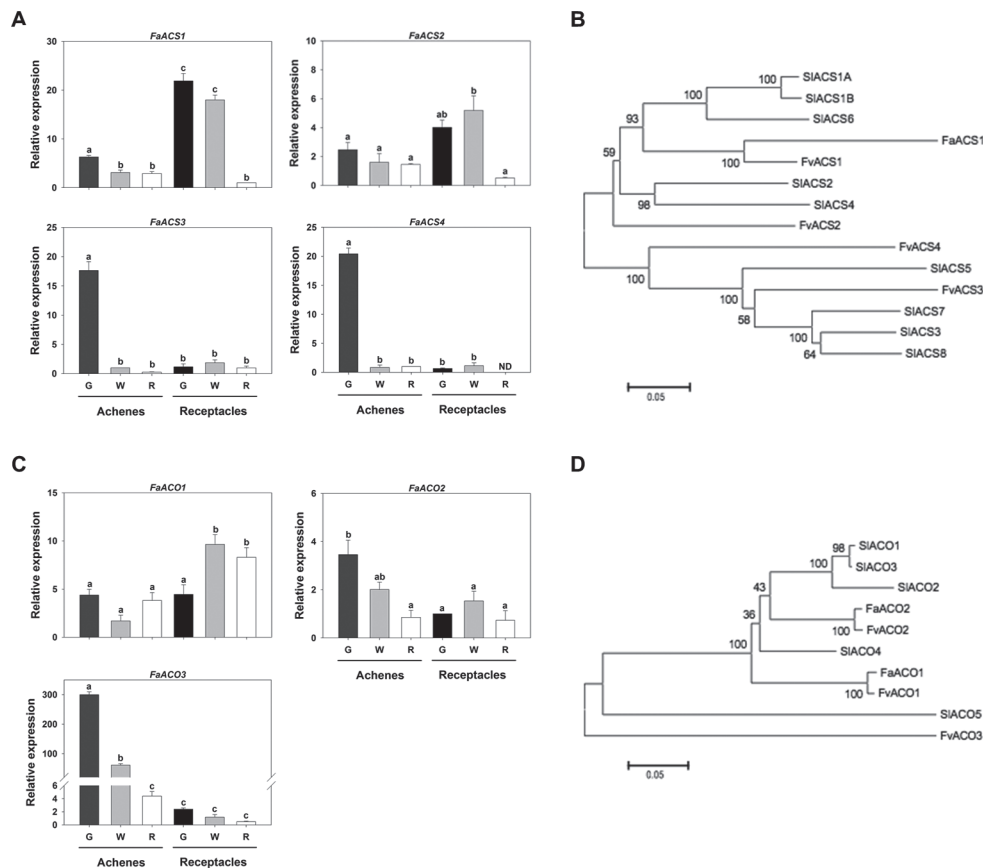 A
FaACS1
Relative expression
30
20
10
0
a
b
b
c
c
b
FaACS2
Relative expression
10
8
6
4
2
0
a
a
a
ab
b
a
FaACS3
Relative expression
25
20
15
10
5
0
a
b
b
b
b
b
G W R G W R
Achenes Receptacles
FaACS4
Relative expression
25
20
15
10
5
0
a
b
b
b
b
ND
G W R G W R
Achenes Receptacles
B
SlACS1A
SlACS1B
SlACS6
FaACS1
FvACS1
SlACS2
SlACS4
FvACS2
FvACS4
SlACS5
FvACS3
SlACS7
SlACS3
SlACS8
100
100
93
100
59
98
100
100
58
100
64
0.05
C
FaACO1
Relative expression
15
10
5
0
a
a
a
a
b
b
FaACO2
Relative expression
6
4
2
0
b
ab
a
a
a
a
G W R G W R
Achenes Receptacles
FaACO3
Relative expression
300
200
100
6
4
2
0
a
b
c
c
c
c
G W R G W R
Achenes Receptacles
D
SlACO1
SlACO3
SlACO2
FaACO2
FvACO2
SlACO4
FaACO1
FvACO1
SlACO5
FvACO3
98
100
43
100
36
100
100
0.05